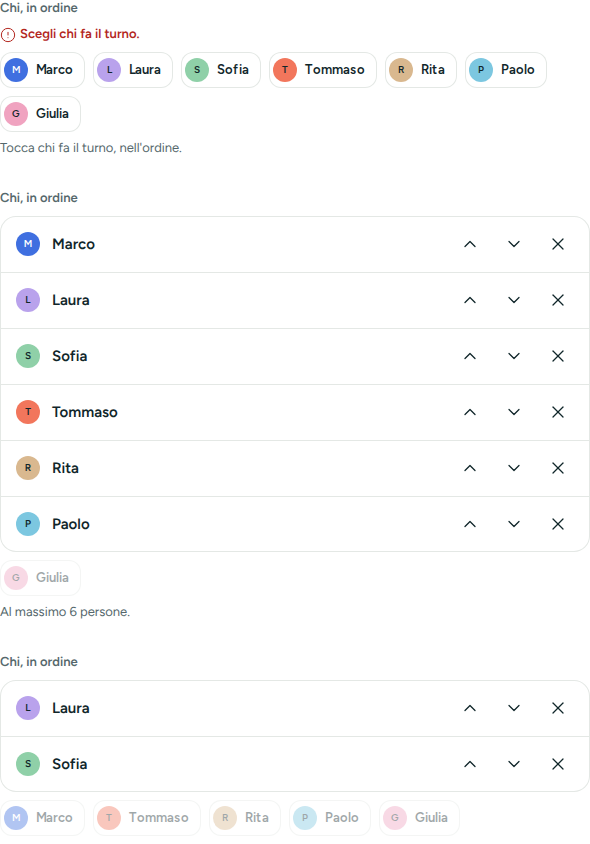 Chi, in ordine
Scegli chi fa il turno.
M Marco L Laura S Sofia T Tommaso R Rita P Paolo
G Giulia
Tocca chi fa il turno, nell'ordine.
Chi, in ordine
M Marco
L Laura
S Sofia
T Tommaso
R Rita
P Paolo
G Giulia
Al massimo 6 persone.
Chi, in ordine
L Laura
S Sofia
M Marco T Tommaso R Rita P Paolo G Giulia